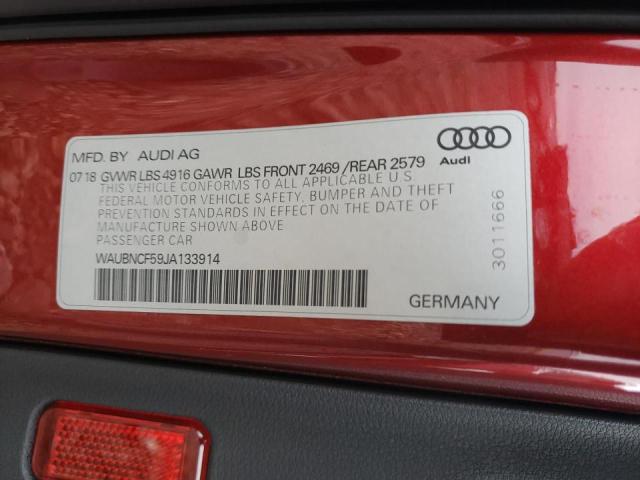 MFD. BY AUDI AG
Audi
07 18 GVWR LBS 4916 GAWR LBS FRONT 2469 / REAR 2579
THIS VEHICLE CONFORMS TO ALL APPLICABLE U.S
FEDERAL MOTOR VEHICLE SAFETY, BUMPER AND THEFT
PREVENTION STANDARDS IN EFFECT ON THE DATE OF
MANUFACTURE SHOWN ABOVE
PASSENGER CAR
WAUBNCF59JA133914
GERMANY
3011666